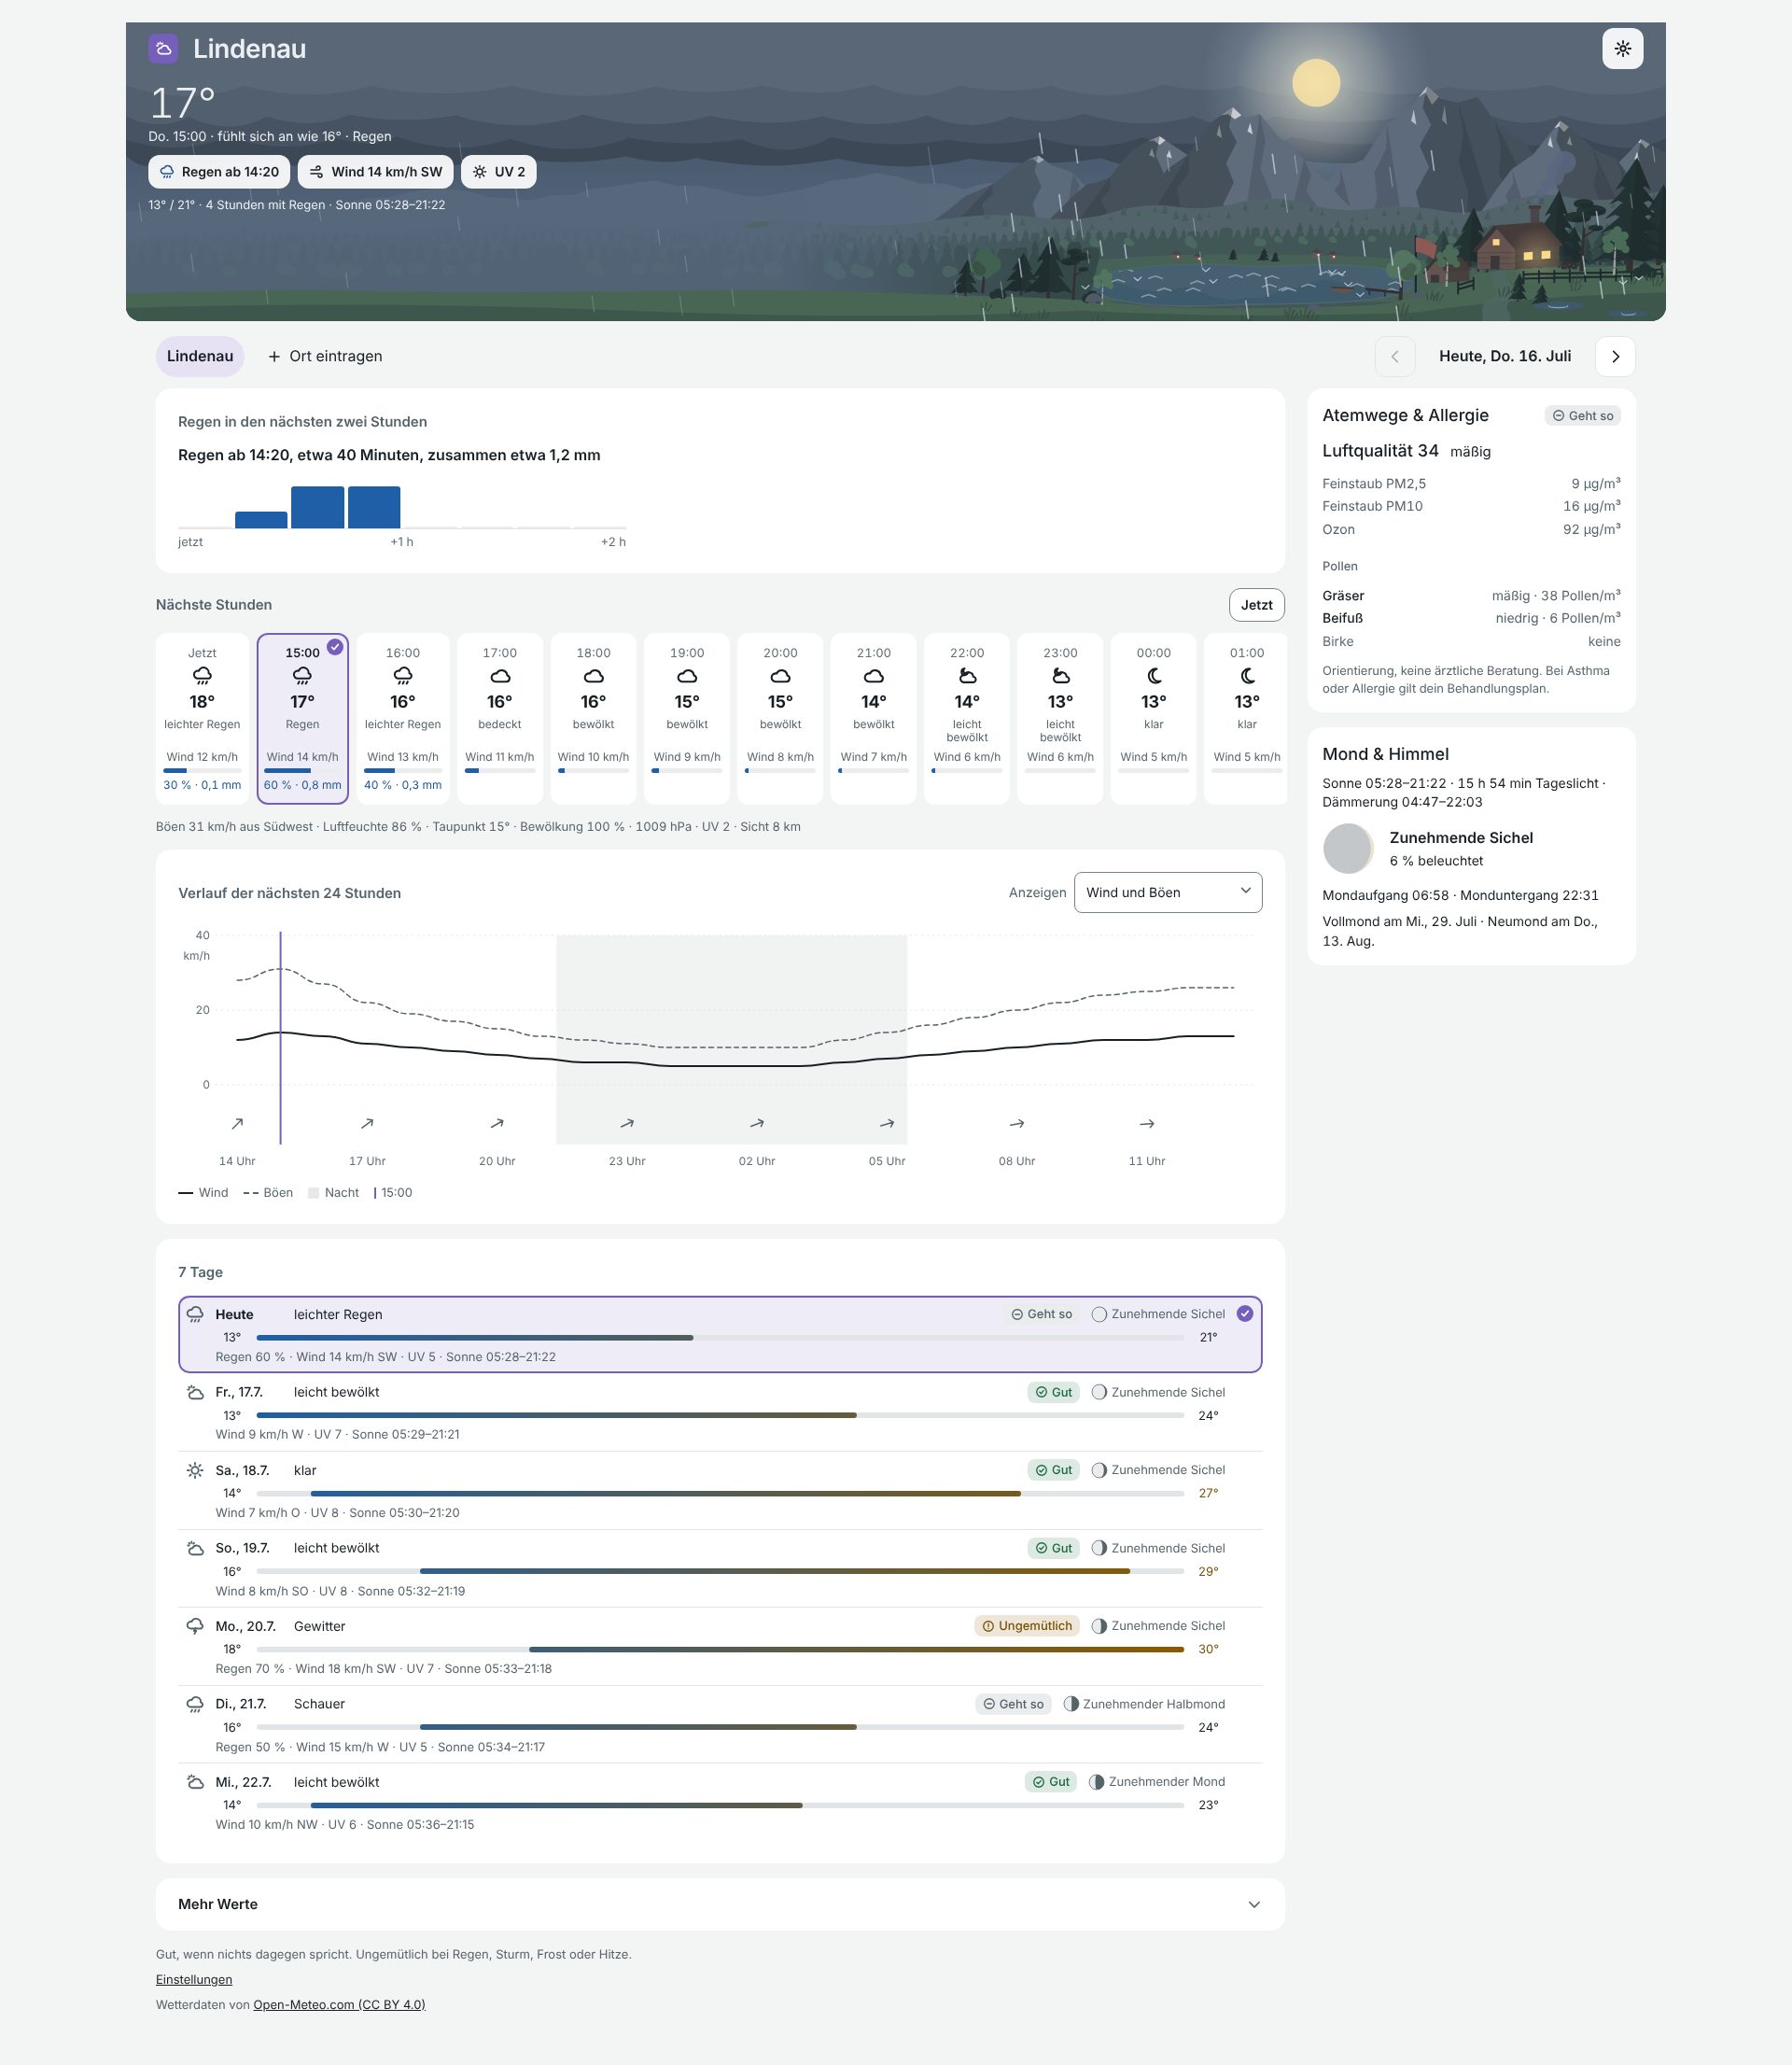 Lindenau
17°
Do. 15:00 · fühlt sich an wie 16° · Regen
Regen ab 14:20
Wind 14 km/h SW
UV 2
13° / 21° · 4 Stunden mit Regen · Sonne 05:28–21:22
Lindenau
+ Ort eintragen
Heute, Do. 16. Juli
Regen in den nächsten zwei Stunden
Regen ab 14:20, etwa 40 Minuten, zusammen etwa 1,2 mm
jetzt +1 h +2 h
Nächste Stunden
Jetzt
Jetzt 15:00 16:00 17:00 18:00 19:00 20:00 21:00 22:00 23:00 00:00 01:00
18° 17° 16° 16° 16° 15° 15° 14° 14° 13° 13° 13°
leichter Regen Regen leichter Regen bedeckt bewölkt bewölkt bewölkt bewölkt leicht leicht klar klar
bewölkt bewölkt
Wind 12 km/h Wind 14 km/h Wind 13 km/h Wind 11 km/h Wind 10 km/h Wind 9 km/h Wind 8 km/h Wind 7 km/h Wind 6 km/h Wind 6 km/h Wind 5 km/h Wind 5 km/h
30 % · 0,1 mm 60 % · 0,8 mm 40 % · 0,3 mm
Böen 31 km/h aus Südwest · Luftfeuchte 86 % · Taupunkt 15° · Bewölkung 100 % · 1009 hPa · UV 2 · Sicht 8 km
Verlauf der nächsten 24 Stunden
Anzeigen Wind und Böen
40
km/h
20
0
14 Uhr 17 Uhr 20 Uhr 23 Uhr 02 Uhr 05 Uhr 08 Uhr 11 Uhr
Wind Böen Nacht 15:00
7 Tage
Heute leichter Regen Geht so Zunehmende Sichel
13° 21°
Regen 60 % · Wind 14 km/h SW · UV 5 · Sonne 05:28–21:22
Fr., 17.7. leicht bewölkt Gut Zunehmende Sichel
13° 24°
Wind 9 km/h W · UV 7 · Sonne 05:29–21:21
Sa., 18.7. klar Gut Zunehmende Sichel
14° 27°
Wind 7 km/h O · UV 8 · Sonne 05:30–21:20
So., 19.7. leicht bewölkt Gut Zunehmende Sichel
16° 29°
Wind 8 km/h SO · UV 8 · Sonne 05:32–21:19
Mo., 20.7. Gewitter Ungemütlich Zunehmende Sichel
18° 30°
Regen 70 % · Wind 18 km/h SW · UV 7 · Sonne 05:33–21:18
Di., 21.7. Schauer Geht so Zunehmender Halbmond
16° 24°
Regen 50 % · Wind 15 km/h W · UV 5 · Sonne 05:34–21:17
Mi., 22.7. leicht bewölkt Gut Zunehmender Mond
14° 23°
Wind 10 km/h NW · UV 6 · Sonne 05:36–21:15
Mehr Werte
Gut, wenn nichts dagegen spricht. Ungemütlich bei Regen, Sturm, Frost oder Hitze.
Einstellungen
Wetterdaten von Open-Meteo.com (CC BY 4.0)
Atemwege & Allergie Geht so
Luftqualität 34 mäßig
Feinstaub PM2,5 9 µg/m³
Feinstaub PM10 16 µg/m³
Ozon 92 µg/m³
Pollen
Gräser mäßig · 38 Pollen/m³
Beifuß niedrig · 6 Pollen/m³
Birke keine
Orientierung, keine ärztliche Beratung. Bei Asthma
oder Allergie gilt dein Behandlungsplan.
Mond & Himmel
Sonne 05:28–21:22 · 15 h 54 min Tageslicht ·
Dämmerung 04:47–22:03
Zunehmende Sichel
6 % beleuchtet
Mondaufgang 06:58 · Monduntergang 22:31
Vollmond am Mi., 29. Juli · Neumond am Do.,
13. Aug.